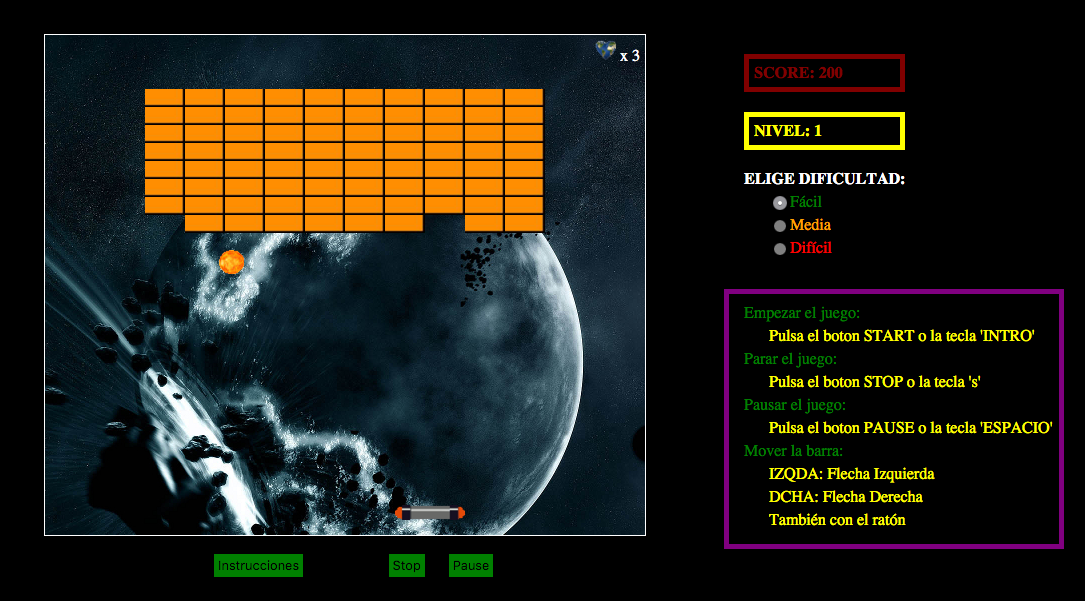 x 3
SCORE: 200
NIVEL: 1
ELIGE DIFICULTAD:
Fácil
Media
Difícil
Empezar el juego:
Pulsa el boton START o la tecla 'INTRO'
Parar el juego:
Pulsa el boton STOP o la tecla 's'
Pausar el juego:
Pulsa el boton PAUSE o la tecla 'ESPACIO'
Mover la barra:
IZQDA: Flecha Izquierda
DCHA: Flecha Derecha
También con el ratón
Instrucciones
Stop
Pause